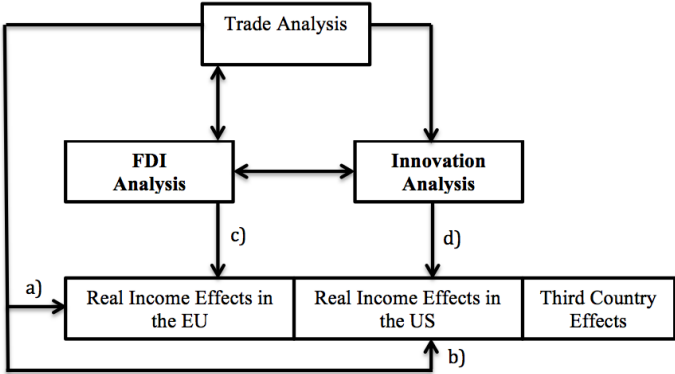 Trade Analysis
FDI
Analysis
Innovation
Analysis
c)
d)
a)
Real Income Effects in
the EU
Real Income Effects in
the US
Third Country
Effects
b)